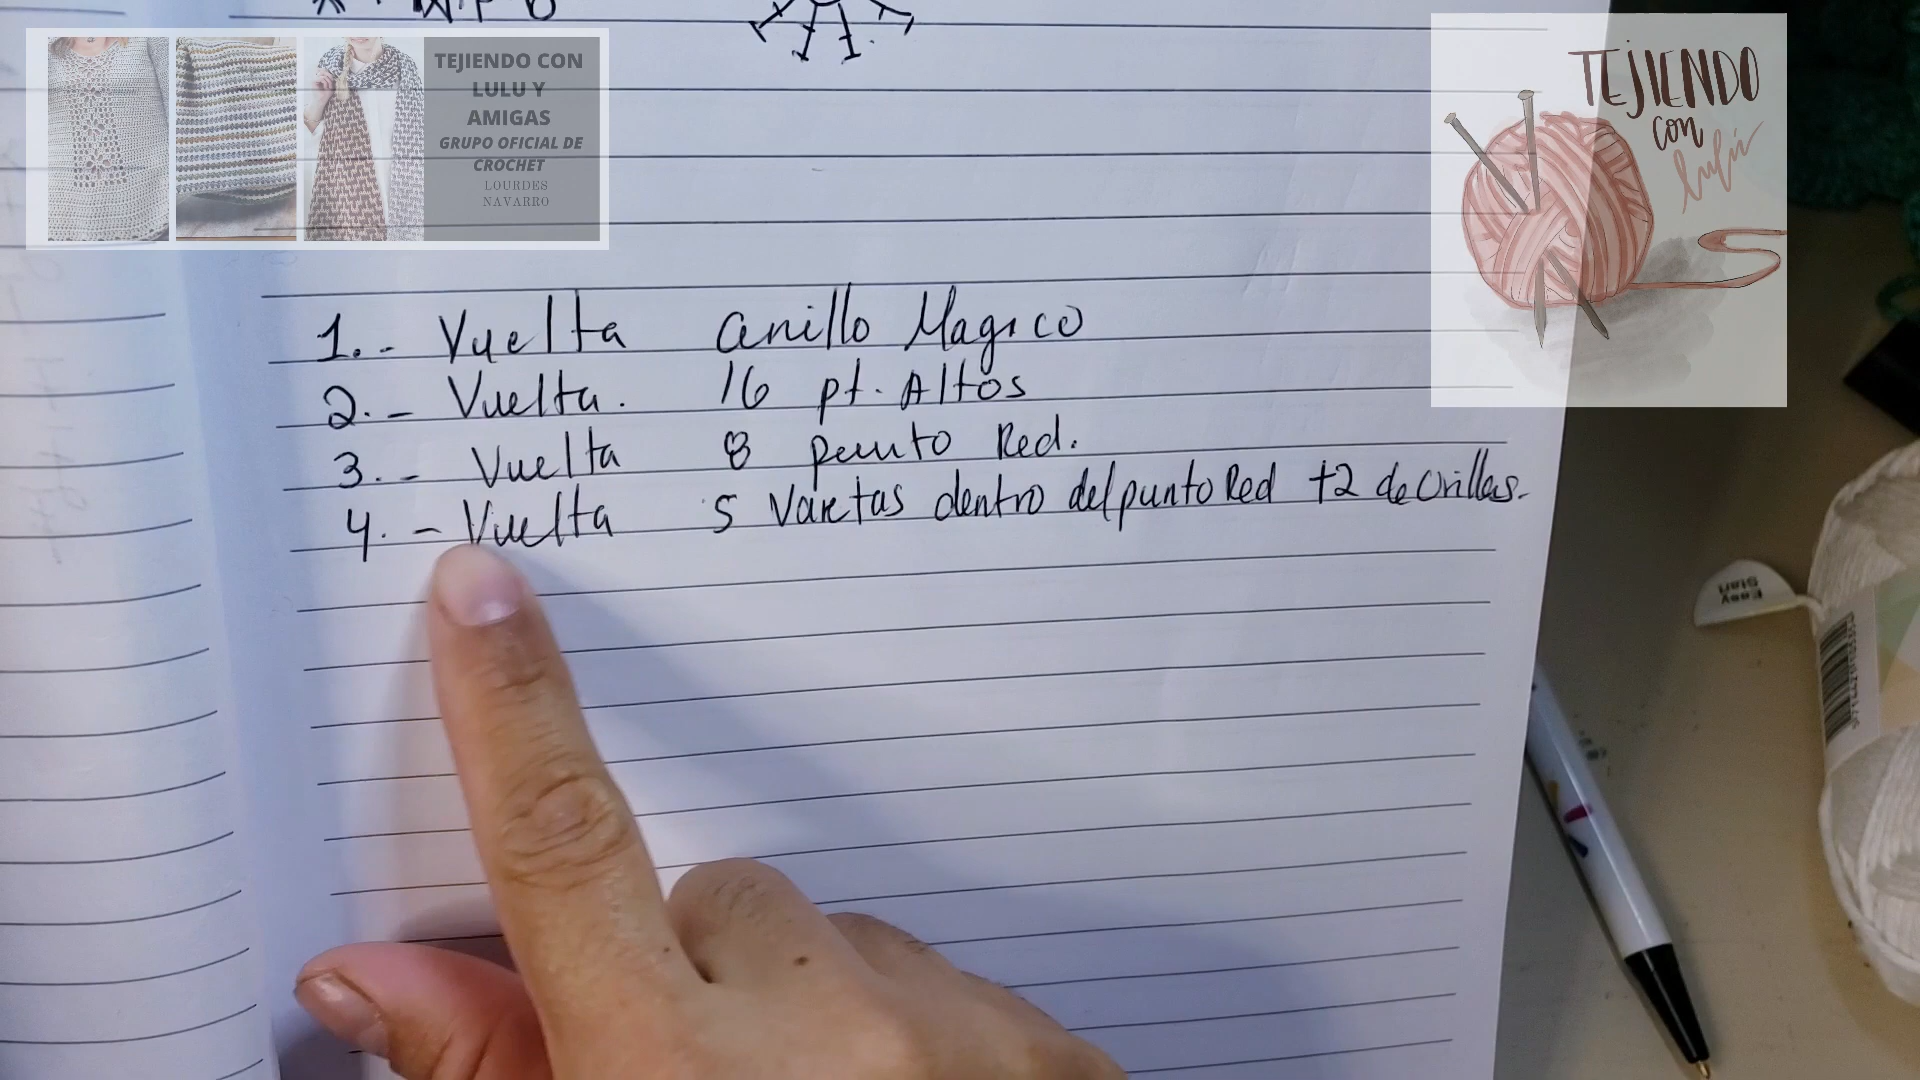 TEJIENDO CON
LULU Y
AMIGAS
GRUPO OFICIAL DE
CROCHET
LOURDES
NAVARRO
TEJIENDO
con
lulú
1.- Vuelta anillo Magico
2.- Vuelta. 16 pt. Altos
3.- Vuelta 8 punto Red.
4.- Vuelta 5 Varetas dentro del punto Red +2 de Orillas.
Easy
Start